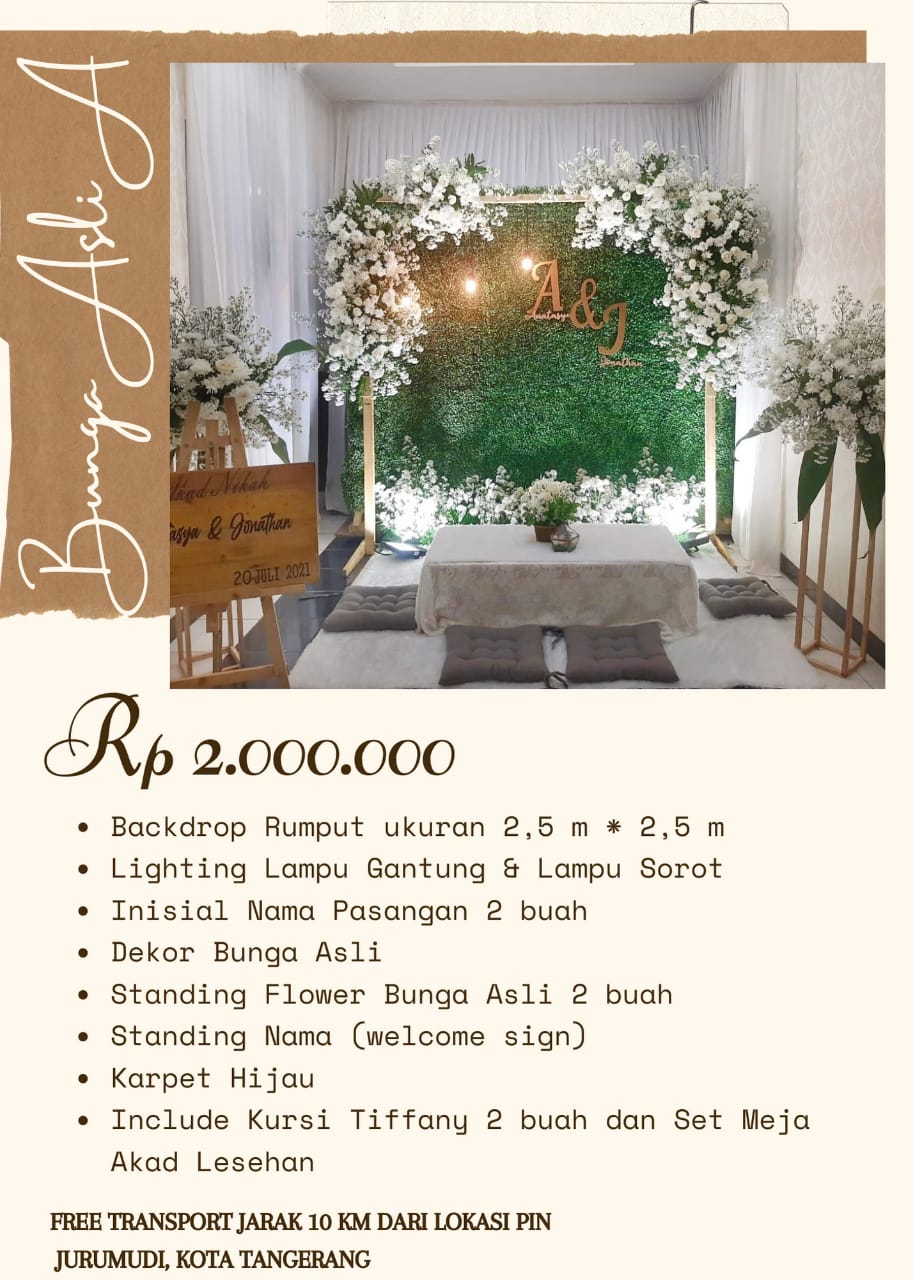 Bunga Asli A
A & J
Anatasya
Jonathan
Akad Nikah
asya & Jonathan
20 JULI 2021
Rp 2.000.000
• Backdrop Rumput ukuran 2,5 m * 2,5 m
• Lighting Lampu Gantung & Lampu Sorot
• Inisial Nama Pasangan 2 buah
• Dekor Bunga Asli
• Standing Flower Bunga Asli 2 buah
• Standing Nama (welcome sign)
• Karpet Hijau
• Include Kursi Tiffany 2 buah dan Set Meja
Akad Lesehan
FREE TRANSPORT JARAK 10 KM DARI LOKASI PIN
JURUMUDI, KOTA TANGERANG